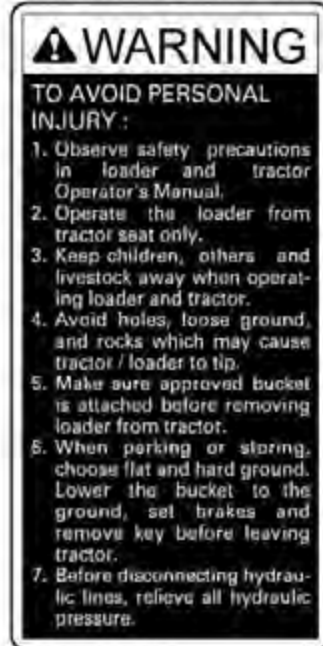 WARNING
TO AVOID PERSONAL
INJURY :
1. Observe safety precautions
in loader and tractor
Operator's Manual.
2. Operate the loader from
tractor seat only.
3. Keep children, others and
livestock away when operat-
ing loader and tractor.
4. Avoid holes, loose ground,
and rocks which may cause
tractor / loader to tip.
5. Make sure approved bucket
is attached before removing
loader from tractor.
6. When parking or storing,
choose flat and hard ground.
Lower the bucket to the
ground, set brakes and
remove key before leaving
tractor.
7. Before disconnecting hydrau-
lic lines, relieve all hydraulic
pressure.